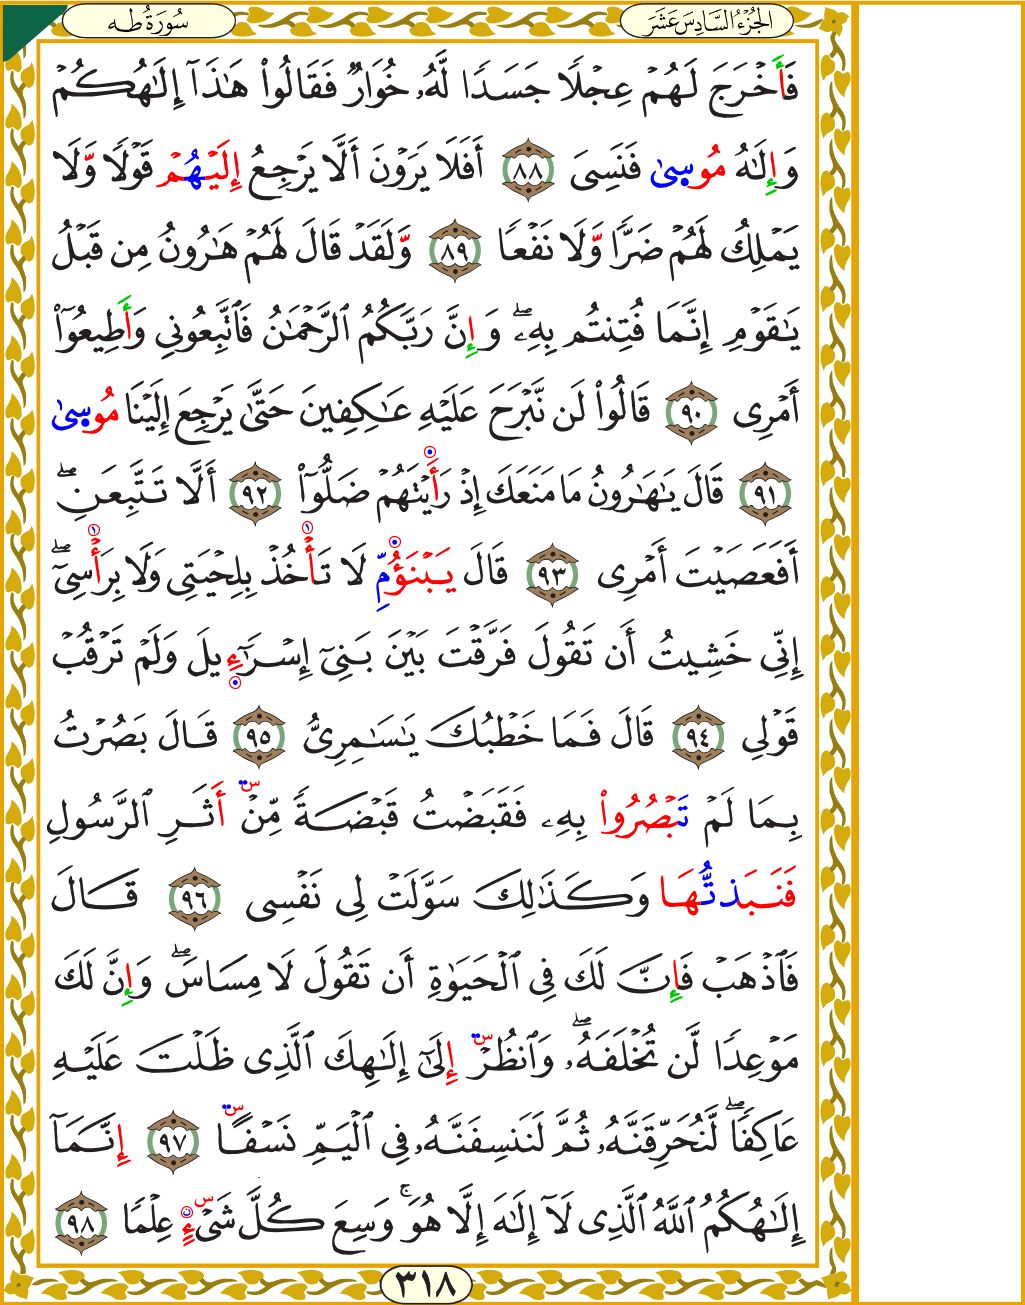 الجُزْءُ السَّادِسَ عَشَرَ
سُورَةُ طه
فَأَخْرَجَ لَهُمْ عِجْلًا جَسَدًا لَّهُۥ خُوَارٌ فَقَالُوا۟ هَٰذَآ إِلَٰهُكُمْ
وَإِلَٰهُ مُوسِىٰ فَنَسِىَ ٨٨ أَفَلَا يَرَوْنَ أَلَّا يَرْجِعُ إِلَيْهُمْ قَوْلًا وَّلَا
يَمْلِكُ لَهُمْ ضَرًّا وَّلَا نَفْعًا ٨٩ وَّلَقَدْ قَالَ لَهُمْ هَٰرُونُ مِن قَبْلُ
يَٰقَوْمِ إِنَّمَا فُتِنتُم بِهِۦۖ وَإِنَّ رَبَّكُمُ ٱلرَّحْمَٰنُ فَٱتَّبِعُونِي وَأَطِيعُوٓا۟
أَمْرِى ٩٠ قَالُوا۟ لَن نَّبْرَحَ عَلَيْهِ عَٰكِفِينَ حَتَّىٰ يَرْجِعَ إِلَيْنَا مُوسِىٰ
٩١ قَالَ يَٰهَٰرُونُ مَا مَنَعَكَ إِذْ رَأَيْتَهُمْ ضَلُّوٓا۟ ٩٢ أَلَّا تَتَّبِعَنِۖ
أَفَعَصَيْتَ أَمْرِى ٩٣ قَالَ يَبْنَؤُمِّ لَا تَأْخُذْ بِلِحْيَتِى وَلَا بِرَأْسِىٓۖ
إِنِّى خَشِيتُ أَن تَقُولَ فَرَّقْتَ بَيْنَ بَنِىٓ إِسْرَٰٓءِيلَ وَلَمْ تَرْقُبْ
قَوْلِى ٩٤ قَالَ فَمَا خَطْبُكَ يَٰسَٰمِرِىُّ ٩٥ قَالَ بَصُرْتُ
بِمَا لَمْ تَبْصُرُوا۟ بِهِۦ فَقَبَضْتُ قَبْضَةً مِّنْ أَثَرِ ٱلرَّسُولِ
فَنَبَذتُّهَا وَكَذَٰلِكَ سَوَّلَتْ لِى نَفْسِى ٩٦ قَالَ
فَٱذْهَبْ فَإِنَّ لَكَ فِى ٱلْحَيَوٰةِ أَن تَقُولَ لَا مِسَاسَۖ وَإِنَّ لَكَ
مَوْعِدًا لَّن تُخْلَفَهُۥۖ وَٱنظُرْ إِلَىٰٓ إِلَٰهِكَ ٱلَّذِى ظَلْتَ عَلَيْهِ
عَاكِفًاۖ لَّنُحَرِّقَنَّهُۥ ثُمَّ لَنَنسِفَنَّهُۥ فِى ٱلْيَمِّ نَسْفًا ٩٧ إِنَّمَآ
إِلَٰهُكُمُ ٱللَّهُ ٱلَّذِى لَآ إِلَٰهَ إِلَّا هُوَۚ وَسِعَ كُلَّ شَىْءٍ عِلْمًا ٩٨
٣١٨